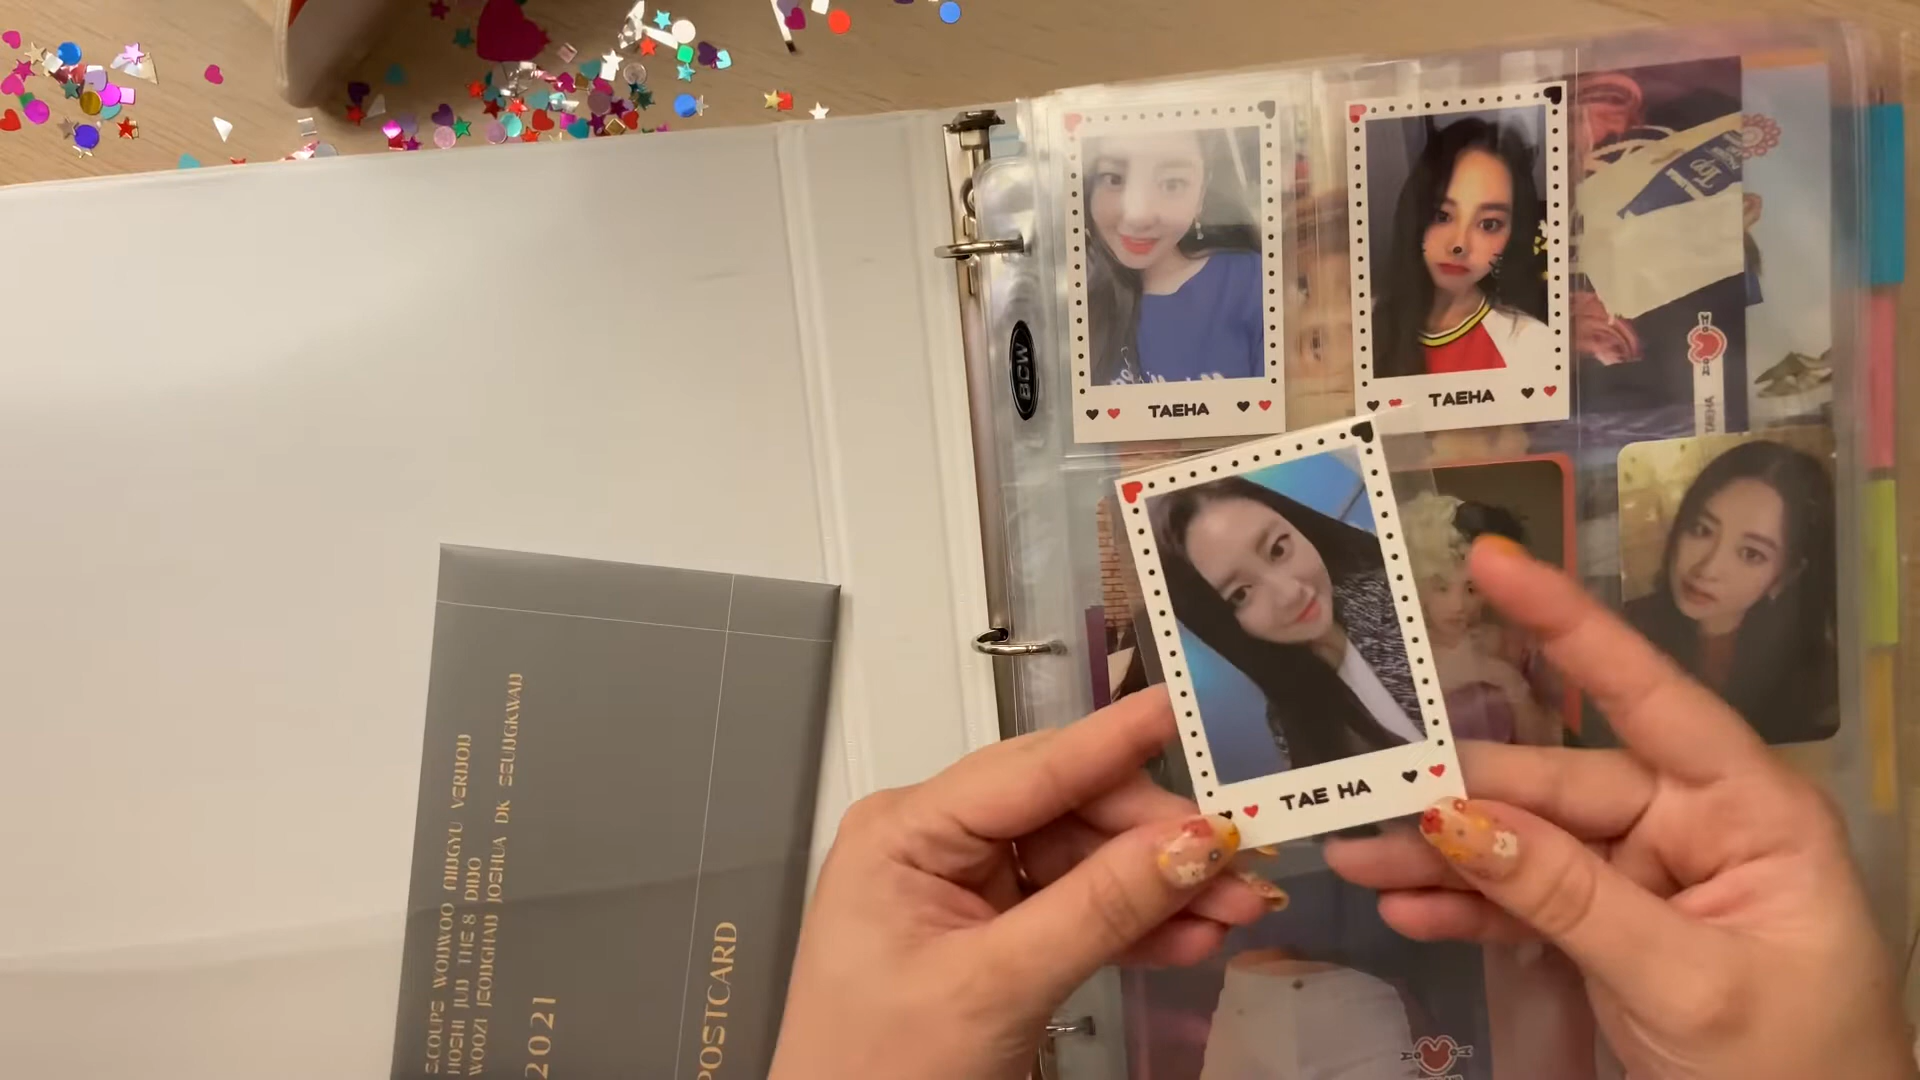 TAEHA
TAEHA
TAE HA
TAEHA
BCW
S.COUPS WONWOO MINGYU VERNON
HOSHI JUN THE 8 DINO
WOOZI JEONGHAN JOSHUA DK SEUNGKWAN
2021
POSTCARD